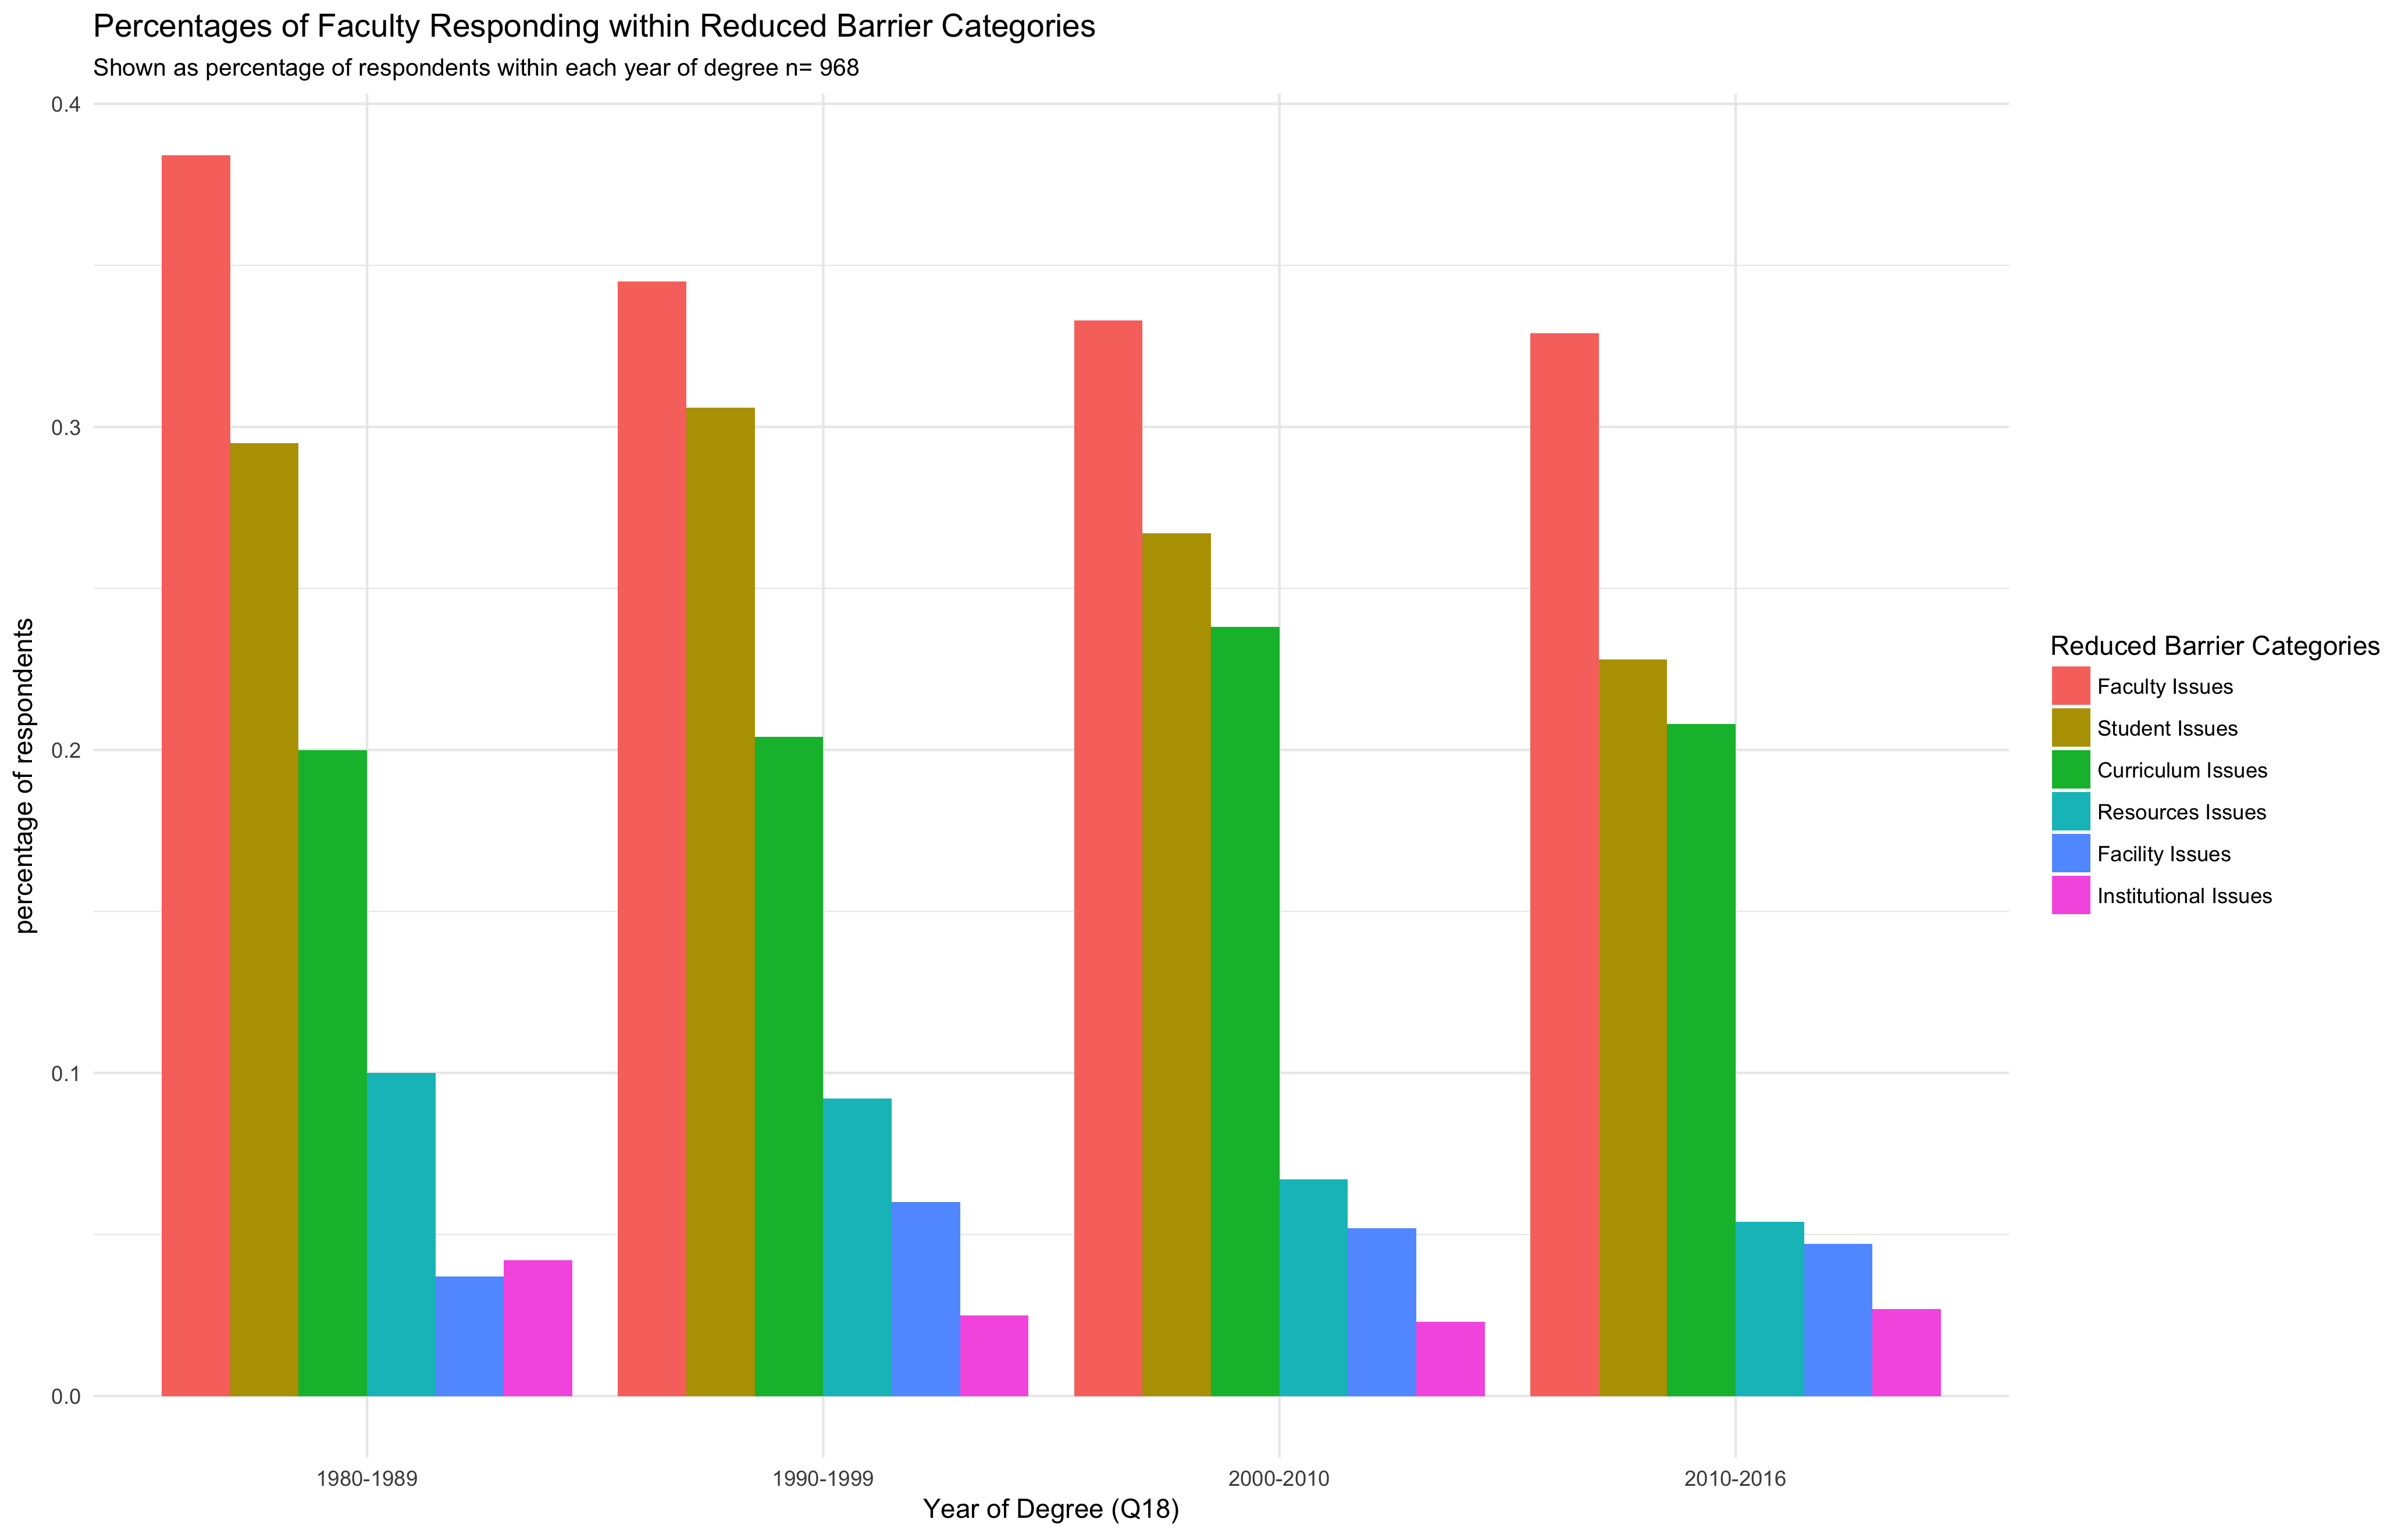 Percentages of Faculty Responding within Reduced Barrier Categories
Shown as percentage of respondents within each year of degree n= 968
0.4
0.3
0.2
0.1
0.0
percentage of respondents
1980-1989
1990-1999
2000-2010
2010-2016
Year of Degree (Q18)
Reduced Barrier Categories
Faculty Issues
Student Issues
Curriculum Issues
Resources Issues
Facility Issues
Institutional Issues